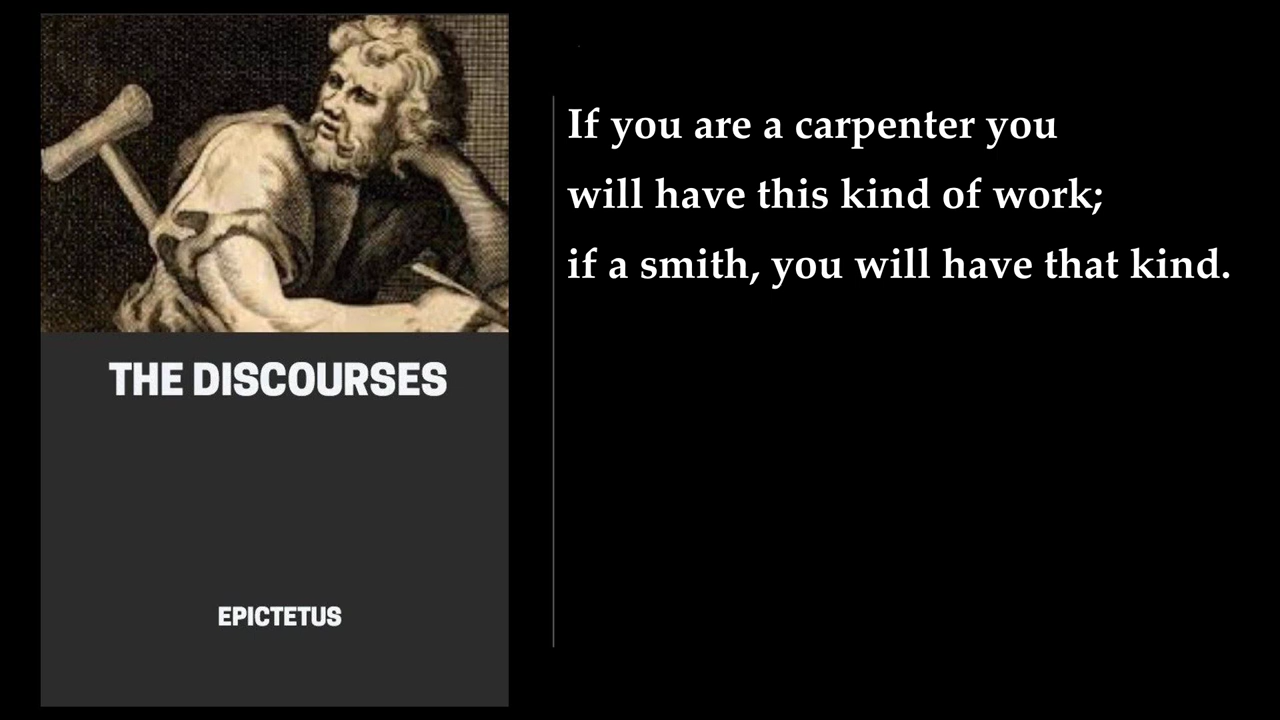 THE DISCOURSES
EPICTETUS
If you are a carpenter you
will have this kind of work;
if a smith, you will have that kind.